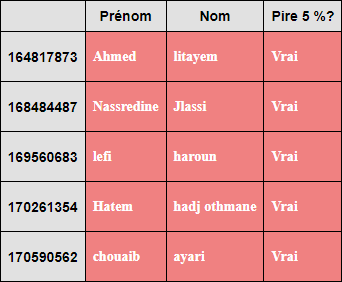 Prénom Nom Pire 5 %?
164817873 Ahmed litayem Vrai
168484487 Nassredine Jlassi Vrai
169560683 lefi haroun Vrai
170261354 Hatem hadj othmane Vrai
170590562 chouaib ayari Vrai